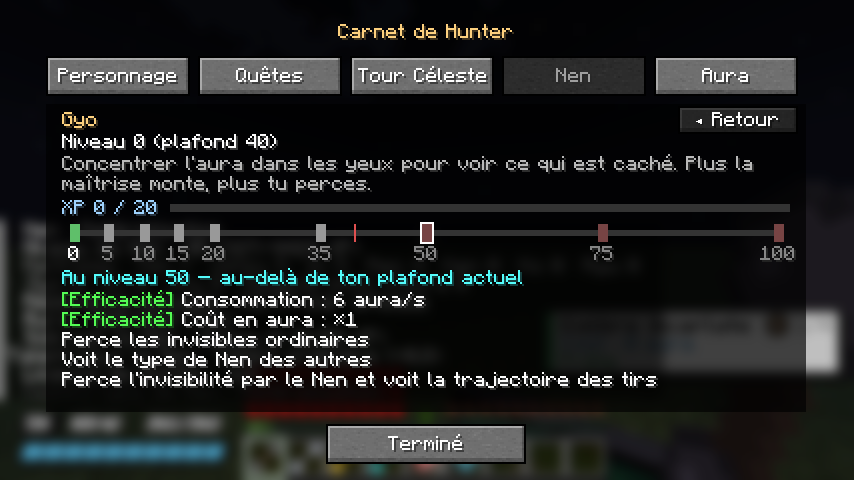 Carnet de Hunter
Personnage
Quêtes
Tour Céleste
Nen
Aura
Gyo
◂ Retour
Niveau 0 (plafond 40)
Concentrer l'aura dans les yeux pour voir ce qui est caché. Plus la
maîtrise monte, plus tu perces.
XP 0 / 20
0 5 10 15 20 35 50 75 100
Au niveau 50 — au-delà de ton plafond actuel
[Efficacité] Consommation : 6 aura/s
[Efficacité] Coût en aura : ×1
Perce les invisibles ordinaires
Voit le type de Nen des autres
Perce l'invisibilité par le Nen et voit la trajectoire des tirs
Terminé